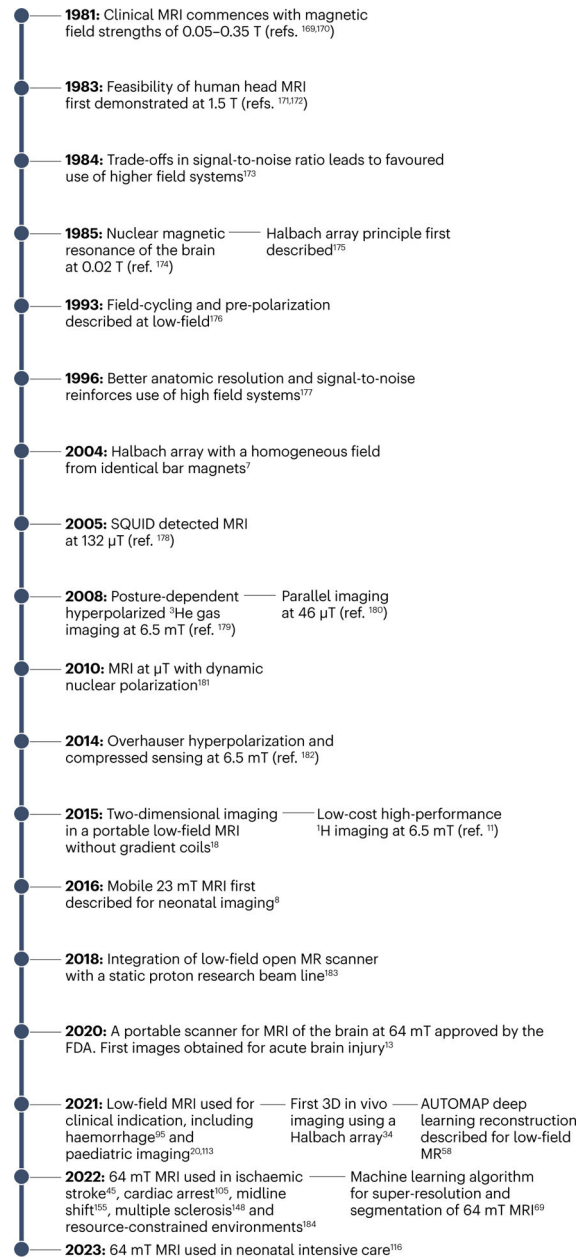 1981: Clinical MRI commences with magnetic
field strengths of 0.05–0.35 T (refs. 169,170)
1983: Feasibility of human head MRI
first demonstrated at 1.5 T (refs. 171,172)
1984: Trade-offs in signal-to-noise ratio leads to favoured
use of higher field systems173
1985: Nuclear magnetic
resonance of the brain
at 0.02 T (ref. 174)
Halbach array principle first
described175
1993: Field-cycling and pre-polarization
described at low-field176
1996: Better anatomic resolution and signal-to-noise
reinforces use of high field systems177
2004: Halbach array with a homogeneous field
from identical bar magnets7
2005: SQUID detected MRI
at 132 µT (ref. 178)
2008: Posture-dependent
hyperpolarized 3He gas
imaging at 6.5 mT (ref. 179)
Parallel imaging
at 46 µT (ref. 180)
2010: MRI at µT with dynamic
nuclear polarization181
2014: Overhauser hyperpolarization and
compressed sensing at 6.5 mT (ref. 182)
2015: Two-dimensional imaging
in a portable low-field MRI
without gradient coils18
Low-cost high-performance
1H imaging at 6.5 mT (ref. 11)
2016: Mobile 23 mT MRI first
described for neonatal imaging8
2018: Integration of low-field open MR scanner
with a static proton research beam line183
2020: A portable scanner for MRI of the brain at 64 mT approved by the
FDA. First images obtained for acute brain injury13
2021: Low-field MRI used for
clinical indication, including
haemorrhage95 and
paediatric imaging20,113
First 3D in vivo
imaging using a
Halbach array34
AUTOMAP deep
learning reconstruction
described for low-field
MR58
2022: 64 mT MRI used in ischaemic
stroke45, cardiac arrest105, midline
shift155, multiple sclerosis148 and
resource-constrained environments184
Machine learning algorithm
for super-resolution and
segmentation of 64 mT MRI69
2023: 64 mT MRI used in neonatal intensive care116